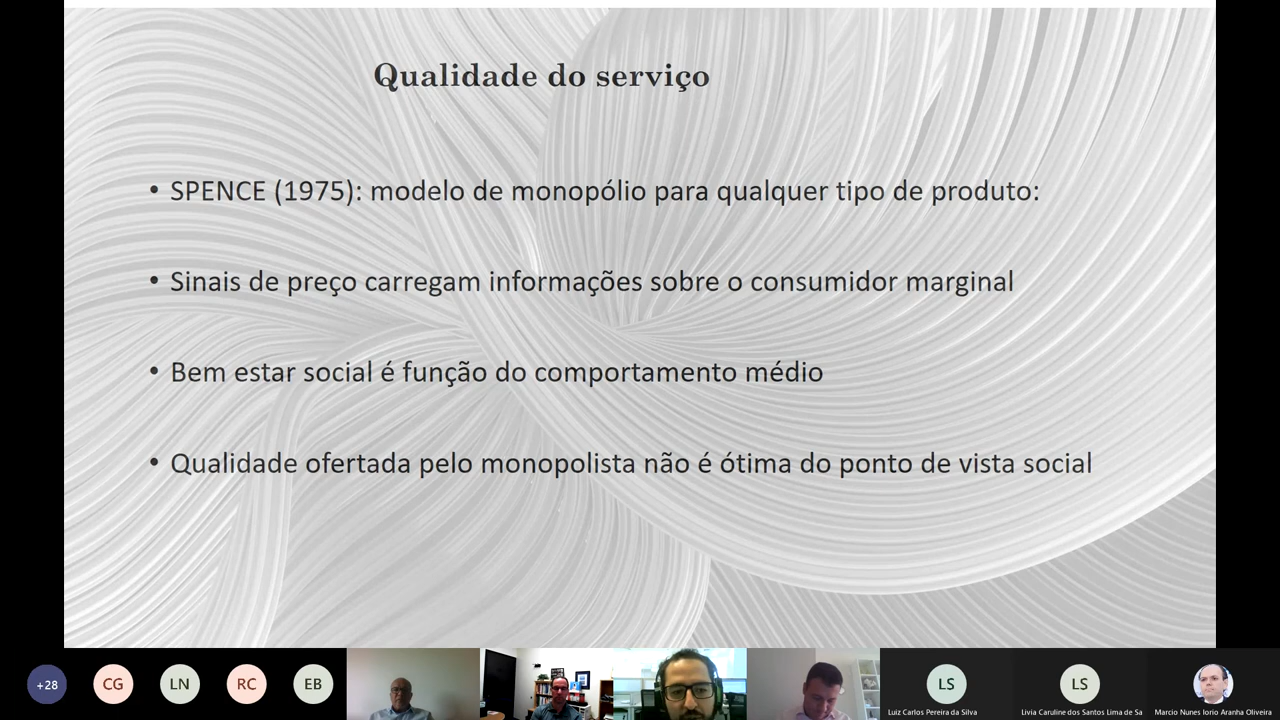 Qualidade do serviço
• SPENCE (1975): modelo de monopólio para qualquer tipo de produto:
• Sinais de preço carregam informações sobre o consumidor marginal
• Bem estar social é função do comportamento médio
• Qualidade ofertada pelo monopolista não é ótima do ponto de vista social
+28
CG
LN
RC
EB
LS
LS
Luiz Carlos Pereira da Silva
Livia Caruline dos Santos Lima de Sa
Marcio Nunes Iorio Aranha Oliveira